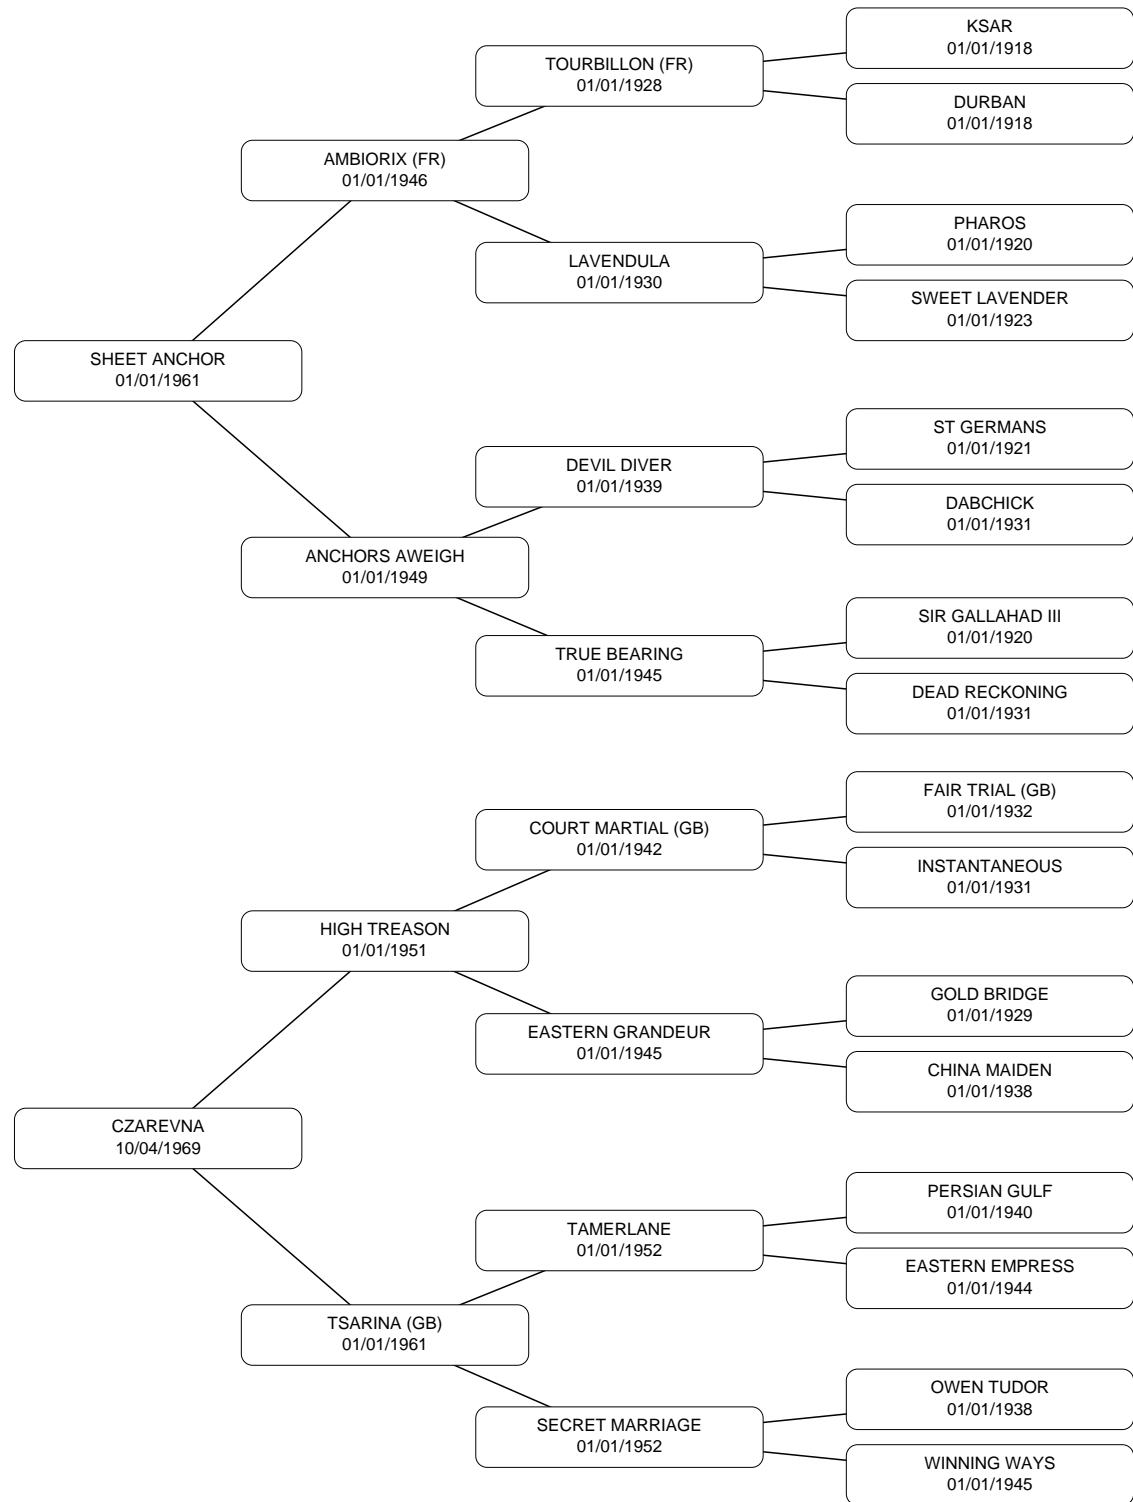 KSAR
01/01/1918
TOURBILLON (FR)
01/01/1928
DURBAN
01/01/1918
AMBIORIX (FR)
01/01/1946
PHAROS
01/01/1920
LAVENDULA
01/01/1930
SWEET LAVENDER
01/01/1923
SHEET ANCHOR
01/01/1961
ST GERMANS
01/01/1921
DEVIL DIVER
01/01/1939
DABCHICK
01/01/1931
ANCHORS AWEIGH
01/01/1949
SIR GALLAHAD III
01/01/1920
TRUE BEARING
01/01/1945
DEAD RECKONING
01/01/1931
FAIR TRIAL (GB)
01/01/1932
COURT MARTIAL (GB)
01/01/1942
INSTANTANEOUS
01/01/1931
HIGH TREASON
01/01/1951
GOLD BRIDGE
01/01/1929
EASTERN GRANDEUR
01/01/1945
CHINA MAIDEN
01/01/1938
CZAREVNA
10/04/1969
PERSIAN GULF
01/01/1940
TAMERLANE
01/01/1952
EASTERN EMPRESS
01/01/1944
TSARINA (GB)
01/01/1961
OWEN TUDOR
01/01/1938
SECRET MARRIAGE
01/01/1952
WINNING WAYS
01/01/1945